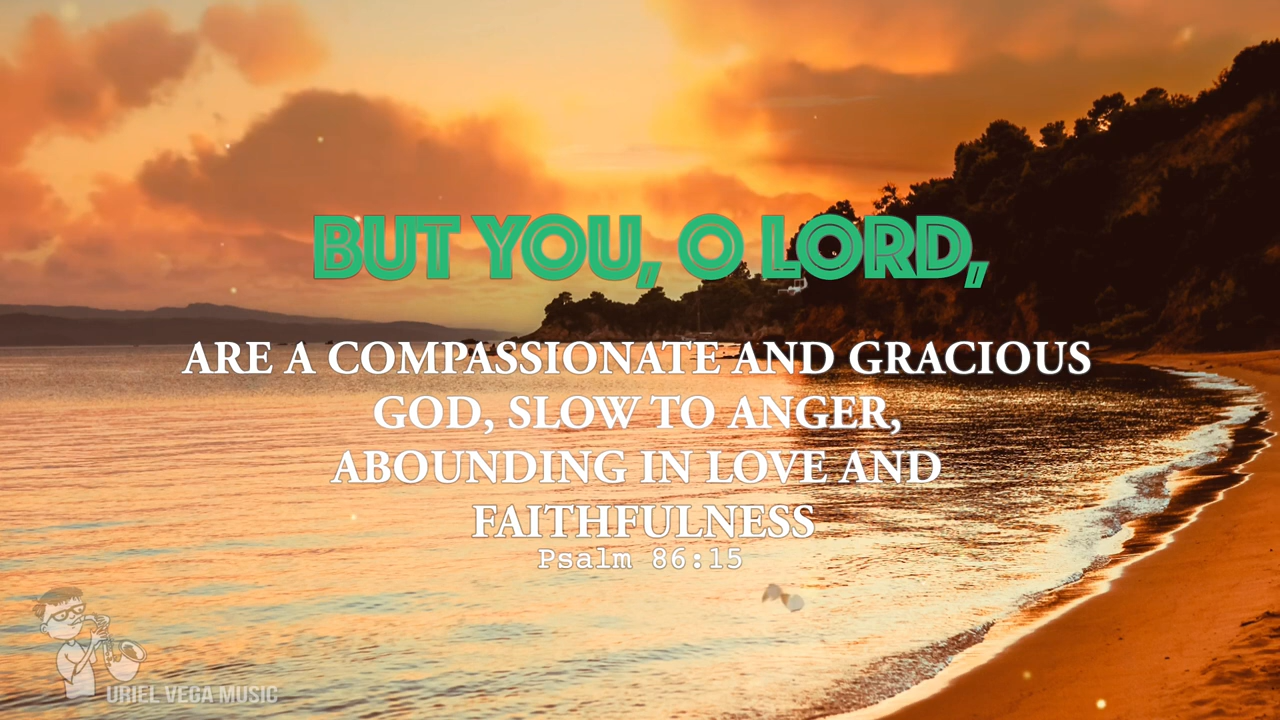 BUT YOU, O LORD,
ARE A COMPASSIONATE AND GRACIOUS
GOD, SLOW TO ANGER,
ABOUNDING IN LOVE AND
FAITHFULNESS
Psalm 86:15
URIEL VEGA MUSIC